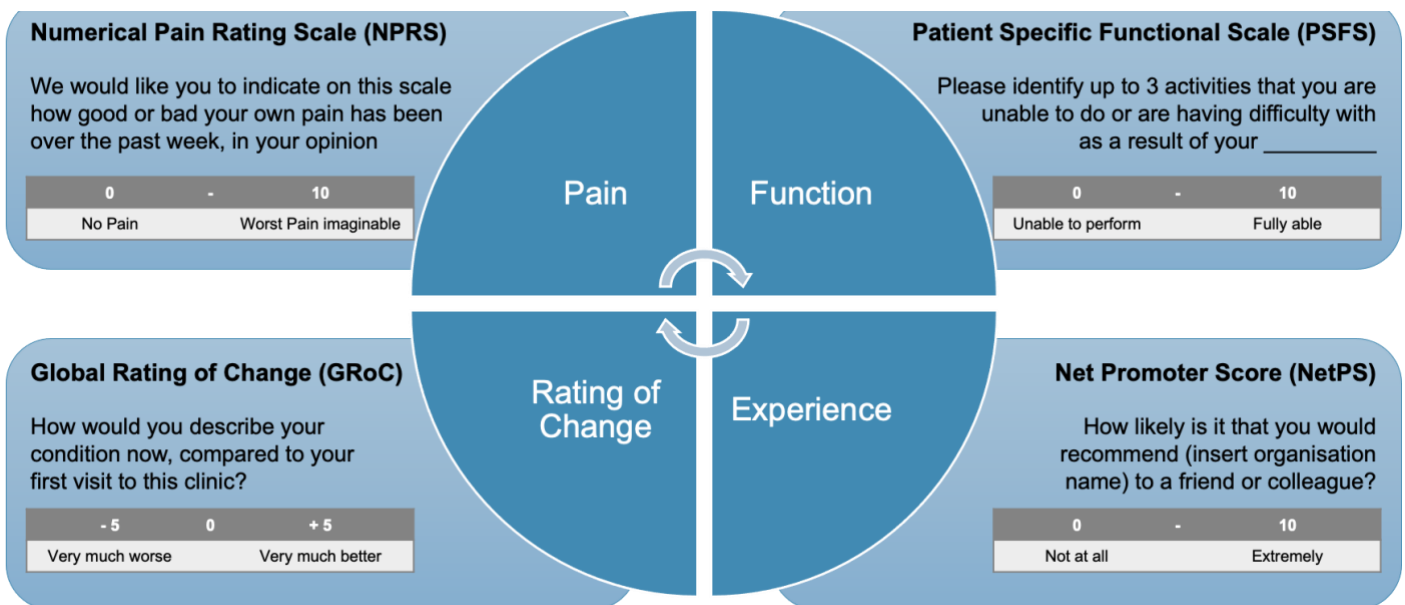 Numerical Pain Rating Scale (NPRS)
We would like you to indicate on this scale
how good or bad your own pain has been
over the past week, in your opinion
0 - 10
No Pain Worst Pain imaginable
Pain
Function
Patient Specific Functional Scale (PSFS)
Please identify up to 3 activities that you are
unable to do or are having difficulty with
as a result of your __________
0 - 10
Unable to perform Fully able
Global Rating of Change (GRoC)
How would you describe your
condition now, compared to your
first visit to this clinic?
- 5 0 + 5
Very much worse Very much better
Rating of
Change
Experience
Net Promoter Score (NetPS)
How likely is it that you would
recommend (insert organisation
name) to a friend or colleague?
0 - 10
Not at all Extremely